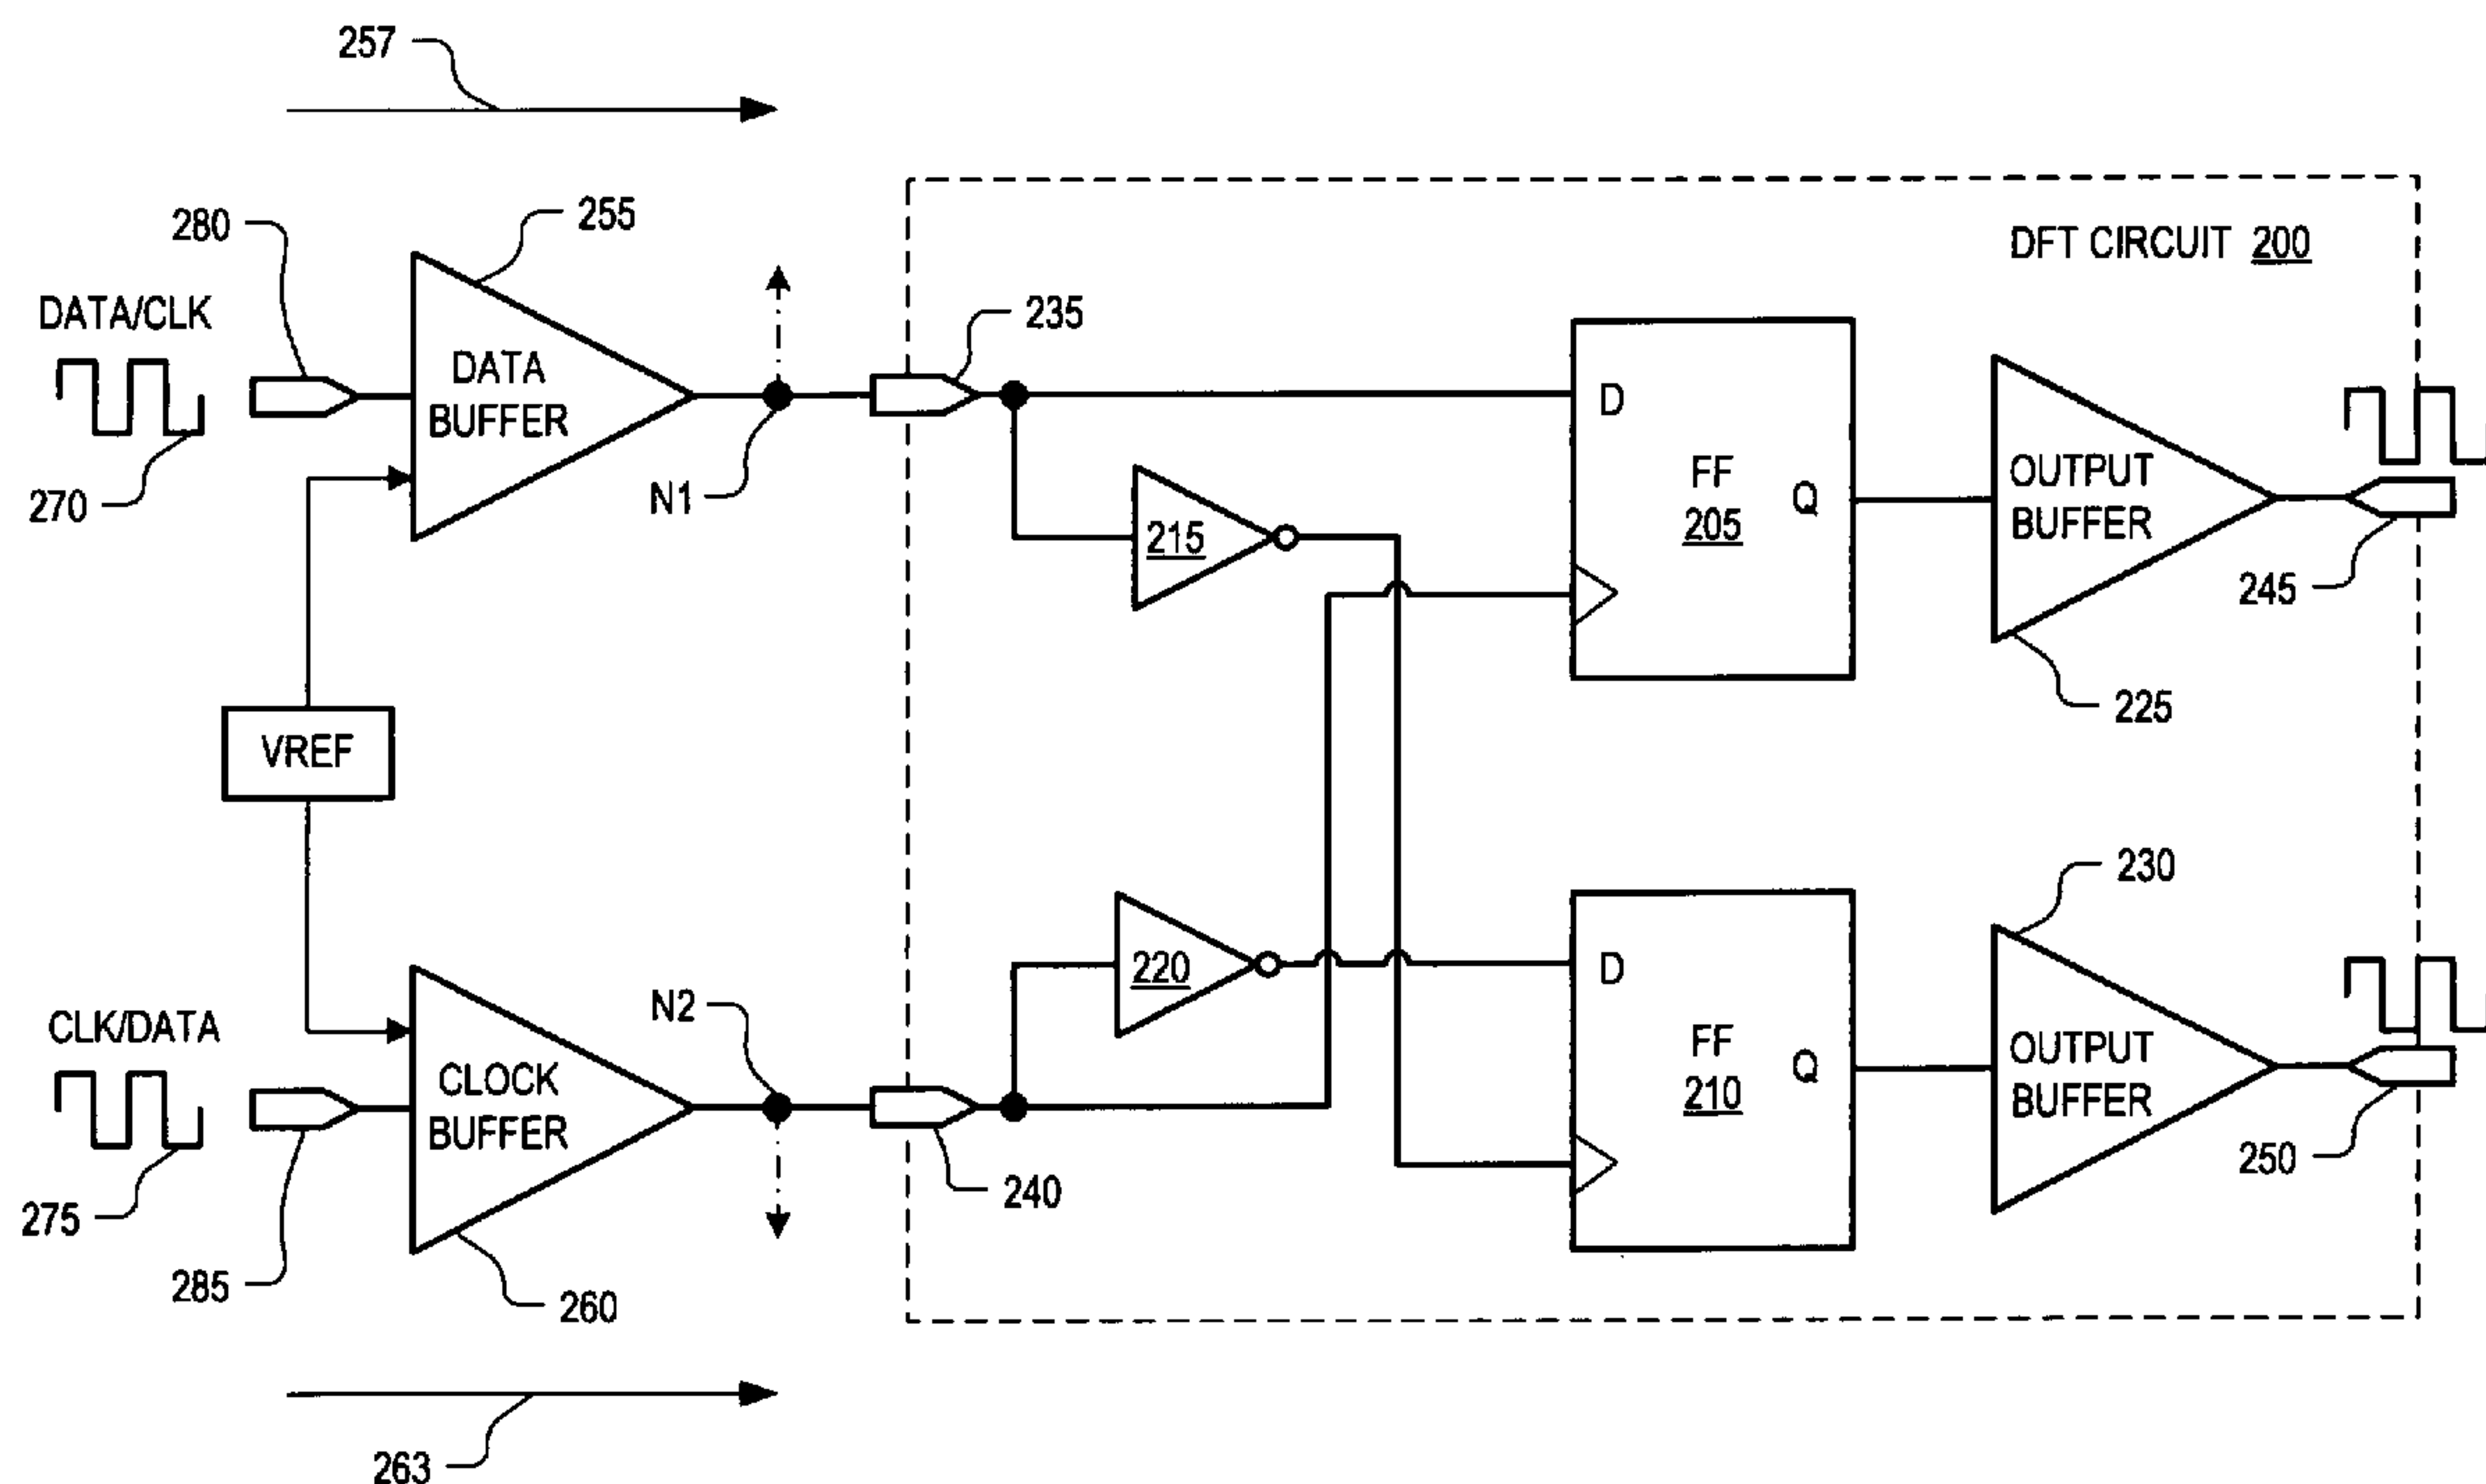 257
280
255
DFT CIRCUIT 200
DATA/CLK
235
DATA
BUFFER
D
FF
205
Q
OUTPUT
BUFFER
270
N1
215
245
225
VREF
230
220
D
N2
CLK/DATA
CLOCK
BUFFER
FF
210
Q
OUTPUT
BUFFER
275
240
250
285
260
263